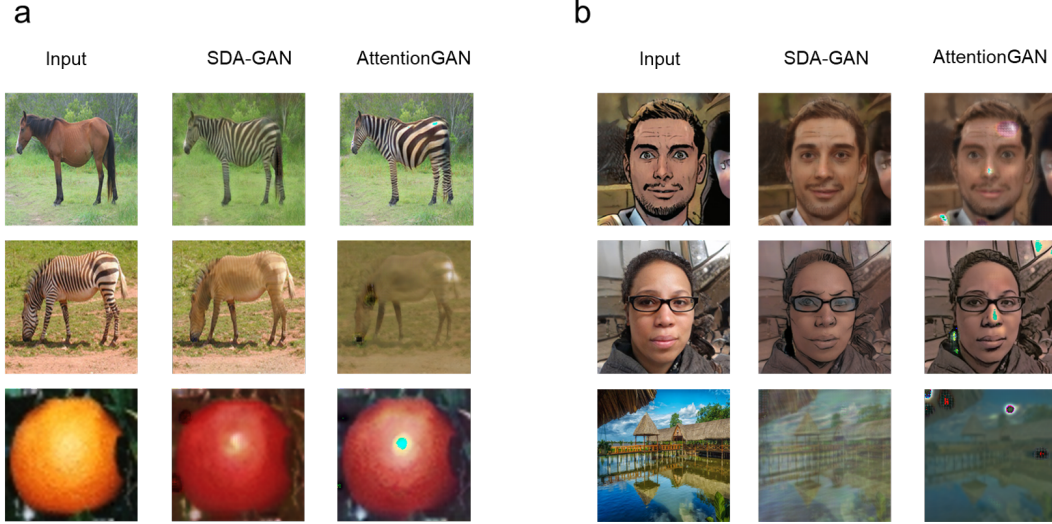 a
b
Input
SDA-GAN
AttentionGAN
Input
SDA-GAN
AttentionGAN